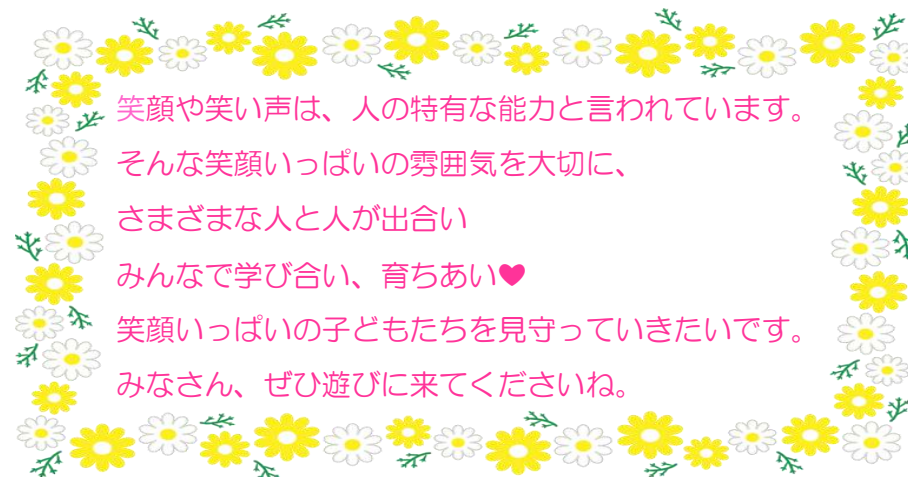 笑顔や笑い声は、人の特有な能力と言われています。
そんな笑顔いっぱいの雰囲気を大切に、
さまざまな人と人が出合い
みんなで学び合い、育ちあい♥
笑顔いっぱいの子どもたちを見守っていきたいです。
みなさん、ぜひ遊びに来てくださいね。